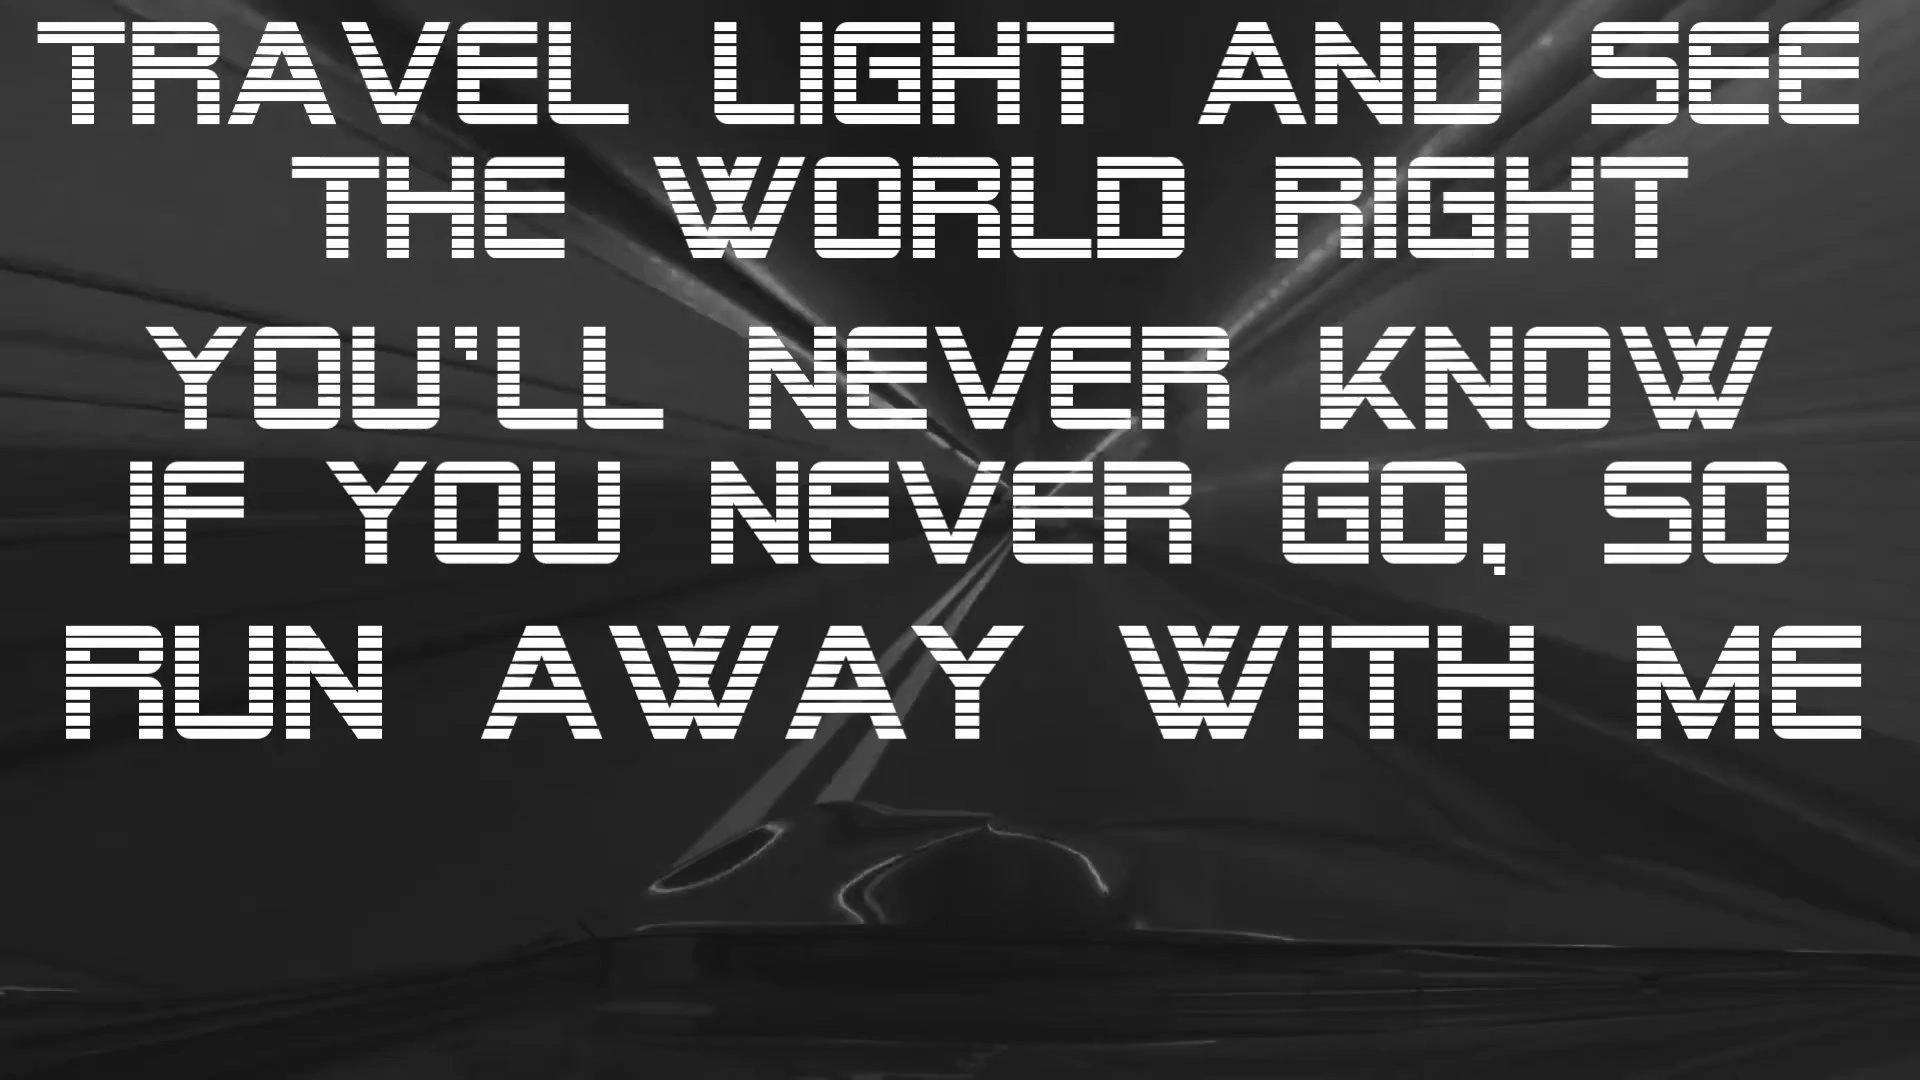 TRAVEL LIGHT AND SEE
THE WORLD RIGHT
YOU'LL NEVER KNOW
IF YOU NEVER GO, SO
RUN AWAY WITH ME